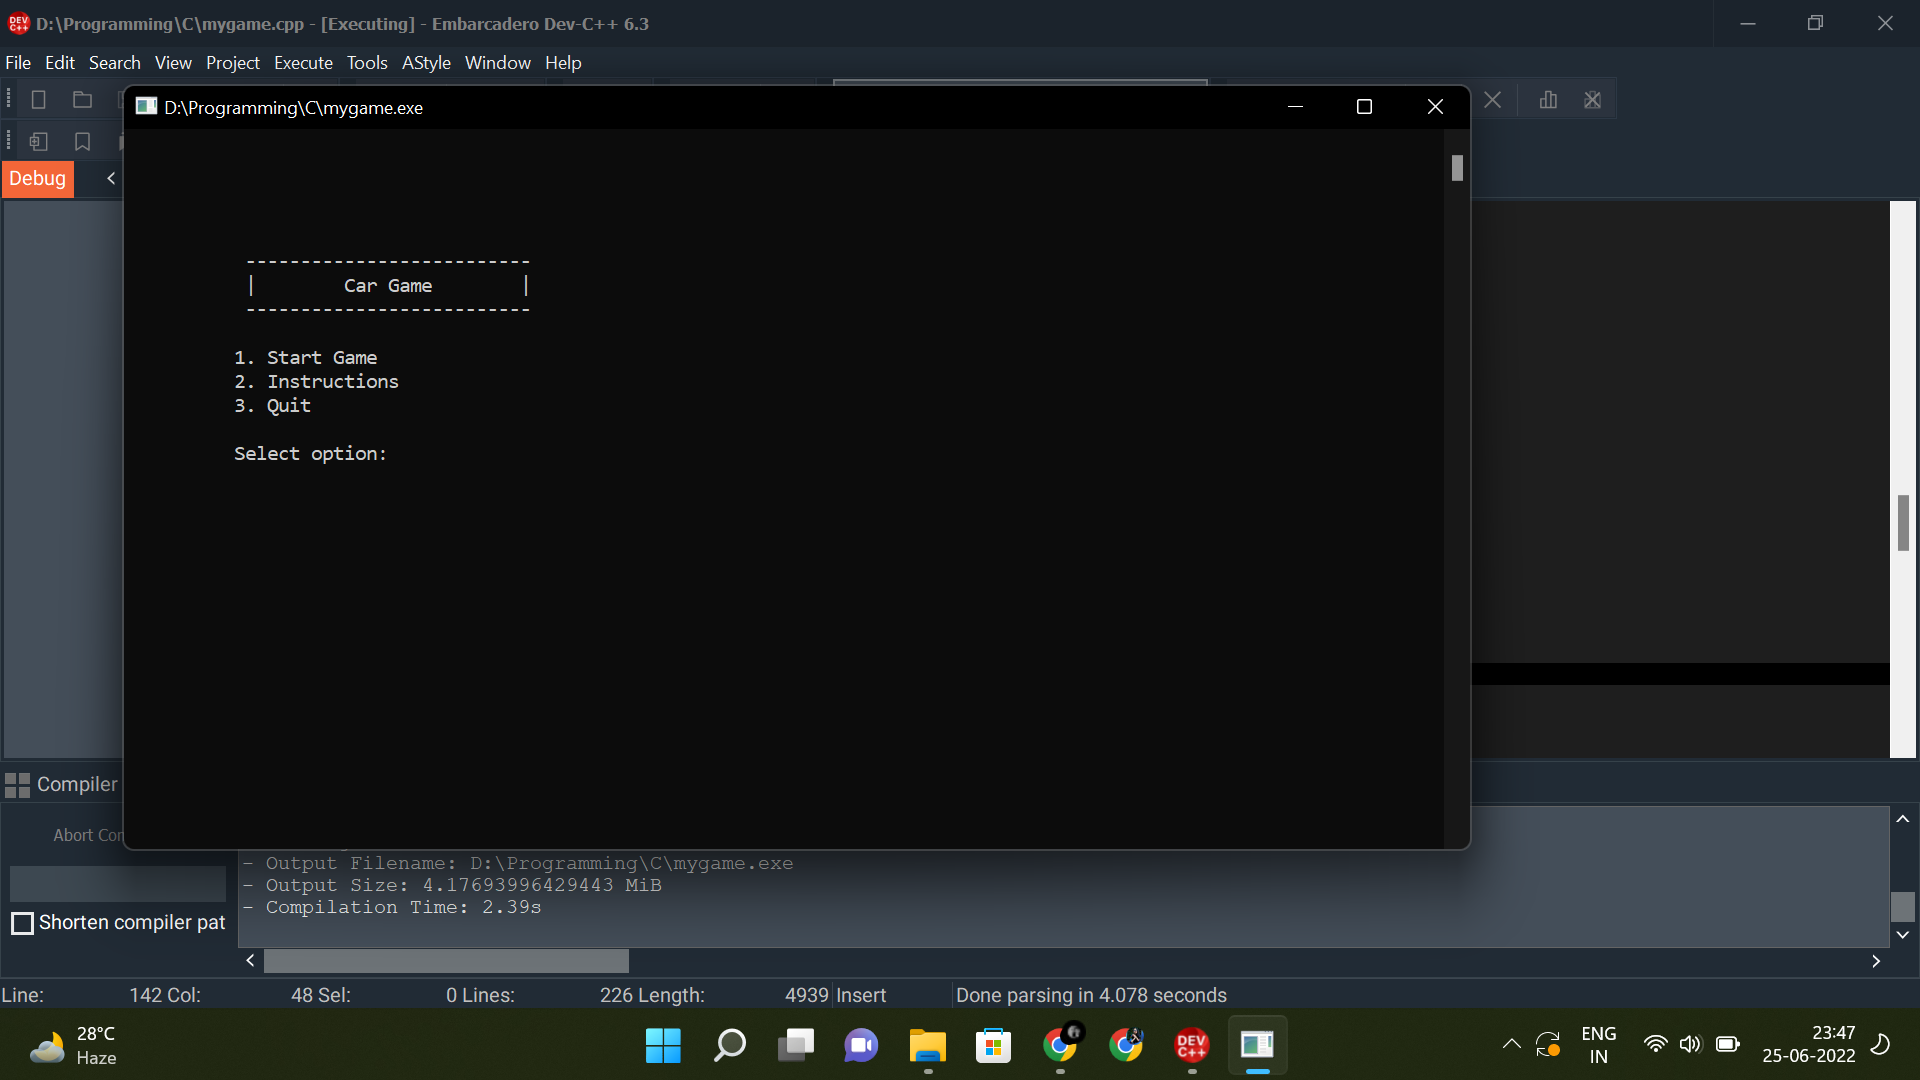 D:\Programming\C\mygame.cpp - [Executing] - Embarcadero Dev-C++ 6.3
File Edit Search View Project Execute Tools AStyle Window Help
D:\Programming\C\mygame.exe
Debug
--------------------------
| Car Game |
--------------------------
1. Start Game
2. Instructions
3. Quit
Select option:
Compiler
Abort Con
- Output Filename: D:\Programming\C\mygame.exe
- Output Size: 4.17693996429443 MiB
- Compilation Time: 2.39s
Shorten compiler pat
Line: 142 Col: 48 Sel: 0 Lines: 226 Length: 4939 Insert Done parsing in 4.078 seconds
28°C
Haze
DEV
C++
ENG
IN
23:47
25-06-2022